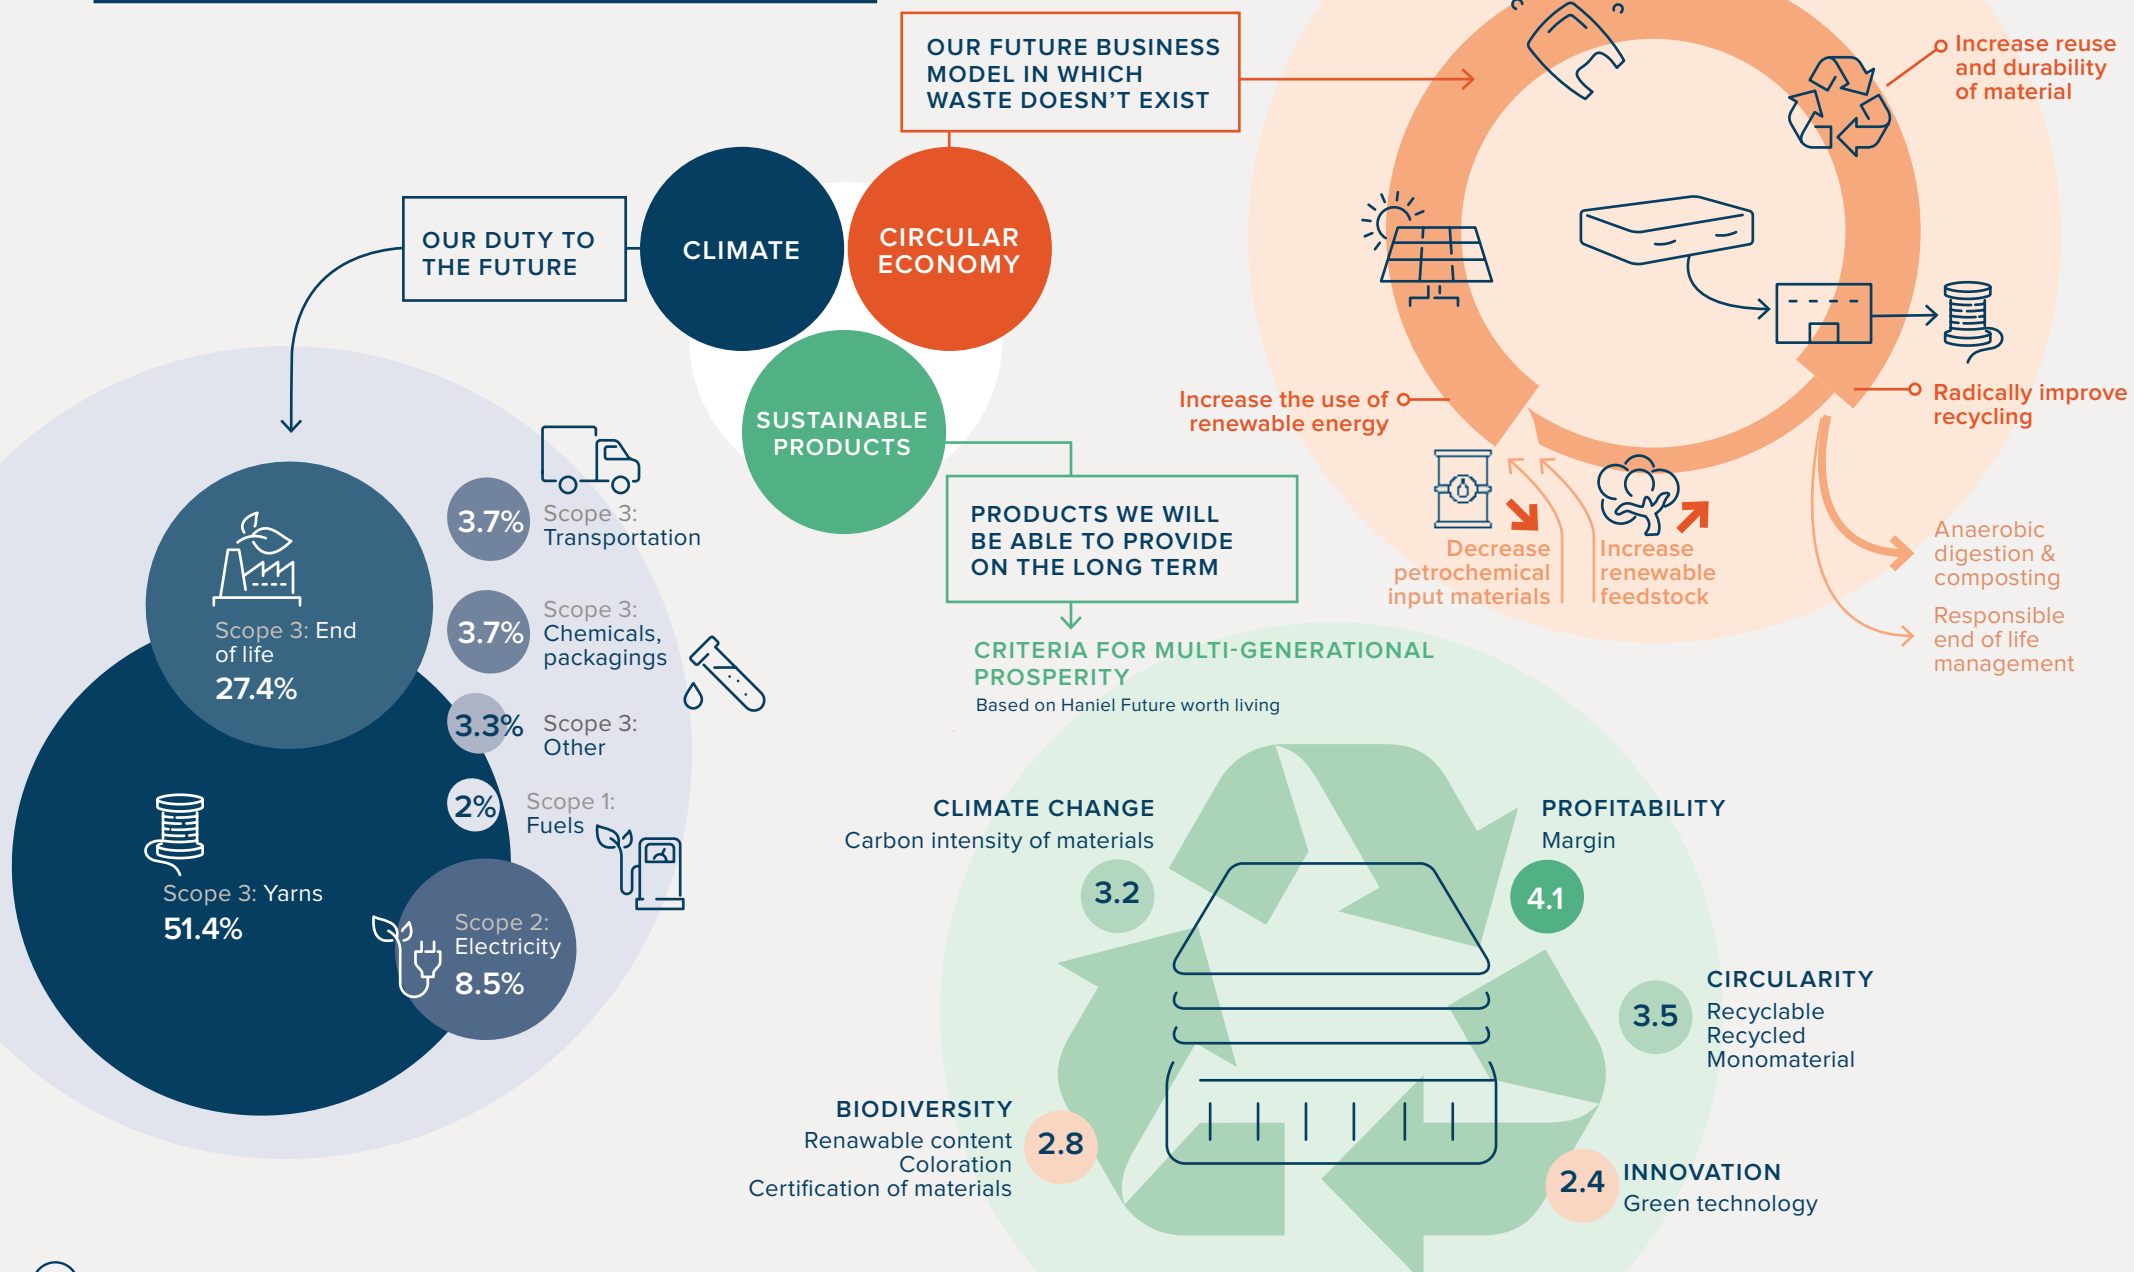 OUR FUTURE BUSINESS
MODEL IN WHICH
WASTE DOESN'T EXIST
Increase reuse
and durability
of material
OUR DUTY TO
THE FUTURE
CLIMATE
CIRCULAR
ECONOMY
SUSTAINABLE
PRODUCTS
Increase the use of
renewable energy
Radically improve
recycling
Decrease
petrochemical
input materials
Increase
renewable
feedstock
Anaerobic
digestion &
composting
Responsible
end of life
management
PRODUCTS WE WILL
BE ABLE TO PROVIDE
ON THE LONG TERM
CRITERIA FOR MULTI-GENERATIONAL
PROSPERITY
Based on Haniel Future worth living
3.7%
Scope 3:
Transportation
3.7%
Scope 3:
Chemicals,
packagings
3.3%
Scope 3:
Other
2%
Scope 1:
Fuels
Scope 3: End
of life
27.4%
Scope 3: Yarns
51.4%
Scope 2:
Electricity
8.5%
CLIMATE CHANGE
Carbon intensity of materials
3.2
PROFITABILITY
Margin
4.1
CIRCULARITY
3.5
Recyclable
Recycled
Monomaterial
BIODIVERSITY
Renawable content
Coloration
Certification of materials
2.8
2.4
INNOVATION
Green technology